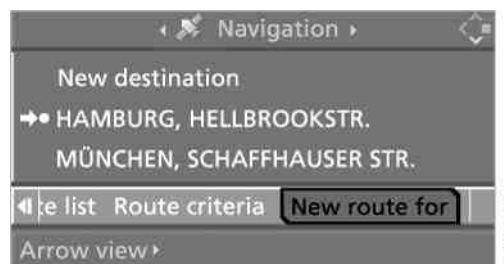 Navigation
New destination
HAMBURG, HELLBROOKSTR.
MÜNCHEN, SCHAFFHAUSER STR.
te list Route criteria New route for
Arrow view